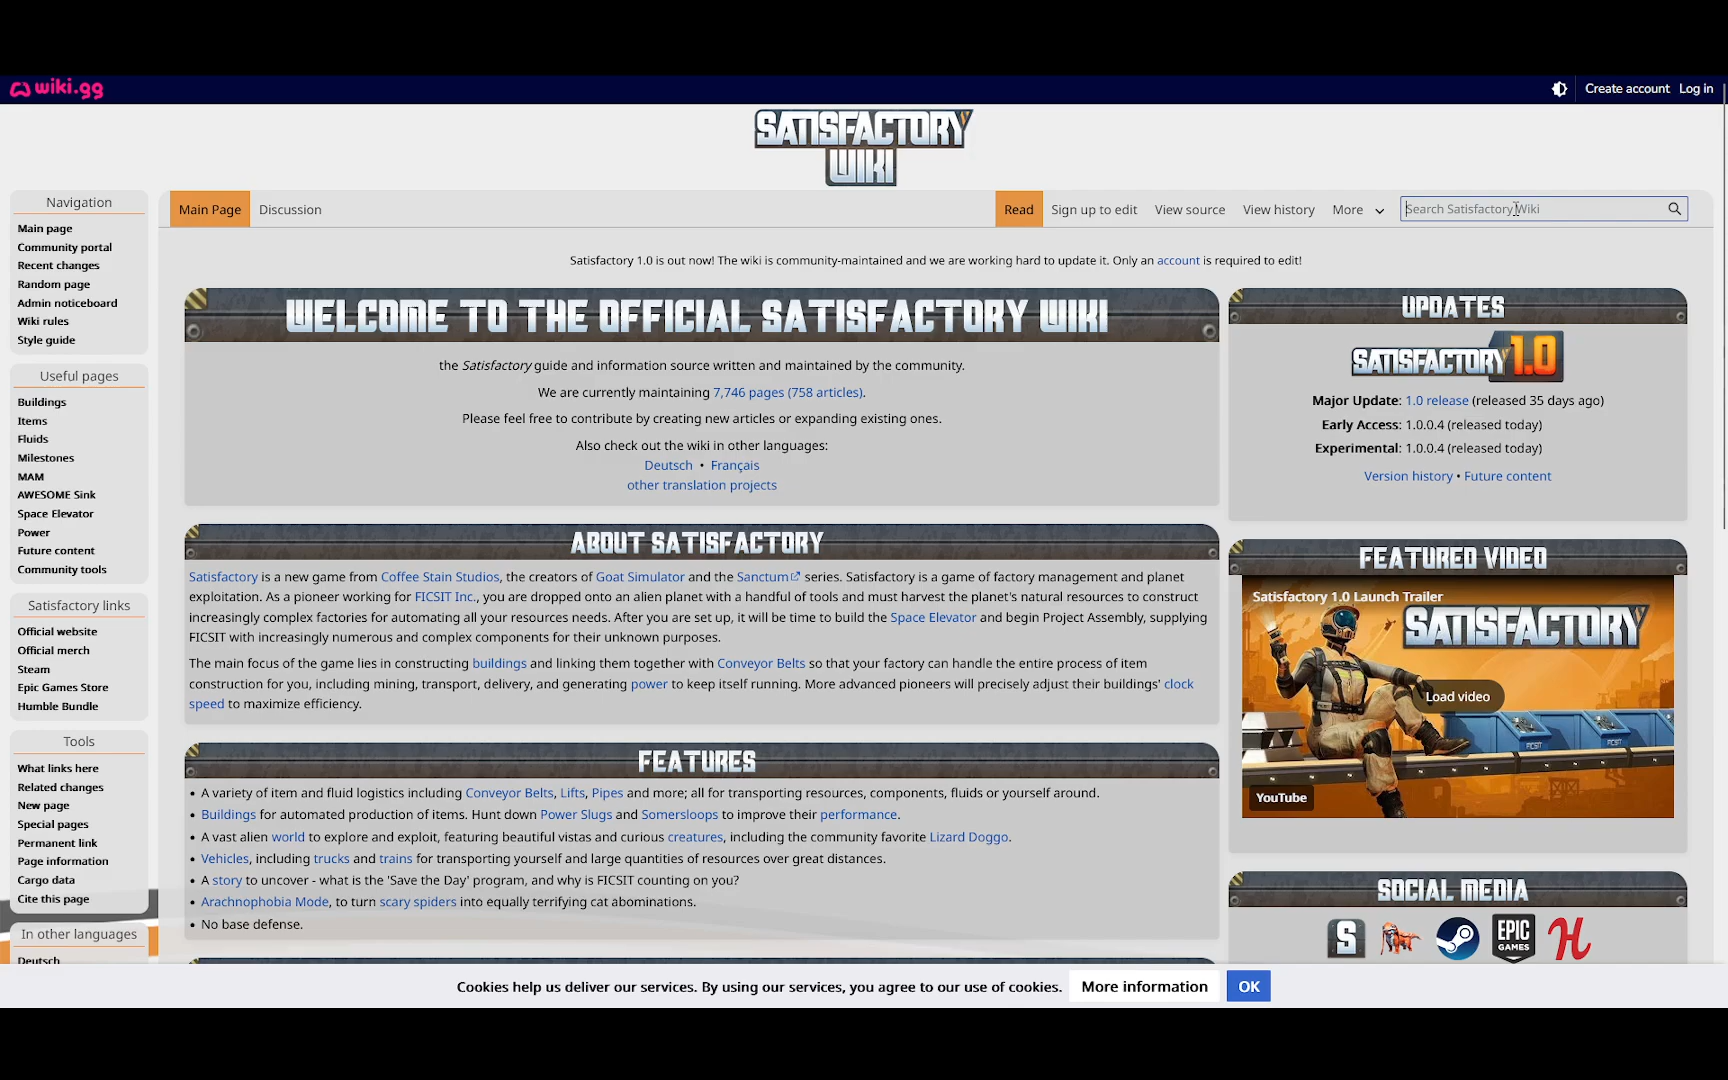 wiki.gg
Create account Log in
SATISFACTORY
WIKI
Main Page Discussion Read Sign up to edit View source View history More Search Satisfactory Wiki
Navigation
Main page
Community portal
Recent changes
Random page
Admin noticeboard
Wiki rules
Style guide
Useful pages
Buildings
Items
Fluids
Milestones
MAM
AWESOME Sink
Space Elevator
Power
Future content
Community tools
Satisfactory links
Official website
Official merch
Steam
Epic Games Store
Humble Bundle
Tools
What links here
Related changes
New page
Special pages
Permanent link
Page information
Cargo data
Cite this page
In other languages
Deutsch
Satisfactory 1.0 is out now! The wiki is community-maintained and we are working hard to update it. Only an account is required to edit!
WELCOME TO THE OFFICIAL SATISFACTORY WIKI
the Satisfactory guide and information source written and maintained by the community.
We are currently maintaining 7,746 pages (758 articles).
Please feel free to contribute by creating new articles or expanding existing ones.
Also check out the wiki in other languages:
Deutsch • Français
other translation projects
ABOUT SATISFACTORY
Satisfactory is a new game from Coffee Stain Studios, the creators of Goat Simulator and the Sanctum series. Satisfactory is a game of factory management and planet
exploitation. As a pioneer working for FICSIT Inc., you are dropped onto an alien planet with a handful of tools and must harvest the planet's natural resources to construct
increasingly complex factories for automating all your resources needs. After you are set up, it will be time to build the Space Elevator and begin Project Assembly, supplying
FICSIT with increasingly numerous and complex components for their unknown purposes.
The main focus of the game lies in constructing buildings and linking them together with Conveyor Belts so that your factory can handle the entire process of item
construction for you, including mining, transport, delivery, and generating power to keep itself running. More advanced pioneers will precisely adjust their buildings' clock
speed to maximize efficiency.
FEATURES
• A variety of item and fluid logistics including Conveyor Belts, Lifts, Pipes and more; all for transporting resources, components, fluids or yourself around.
• Buildings for automated production of items. Hunt down Power Slugs and Somersloops to improve their performance.
• A vast alien world to explore and exploit, featuring beautiful vistas and curious creatures, including the community favorite Lizard Doggo.
• Vehicles, including trucks and trains for transporting yourself and large quantities of resources over great distances.
• A story to uncover - what is the 'Save the Day' program, and why is FICSIT counting on you?
• Arachnophobia Mode, to turn scary spiders into equally terrifying cat abominations.
• No base defense.
UPDATES
SATISFACTORY 1.0
Major Update: 1.0 release (released 35 days ago)
Early Access: 1.0.0.4 (released today)
Experimental: 1.0.0.4 (released today)
Version history • Future content
FEATURED VIDEO
Satisfactory 1.0 Launch Trailer
SATISFACTORY
Load video
FICSIT FICSIT
YouTube
SOCIAL MEDIA
S EPIC GAMES H
Cookies help us deliver our services. By using our services, you agree to our use of cookies. More information OK